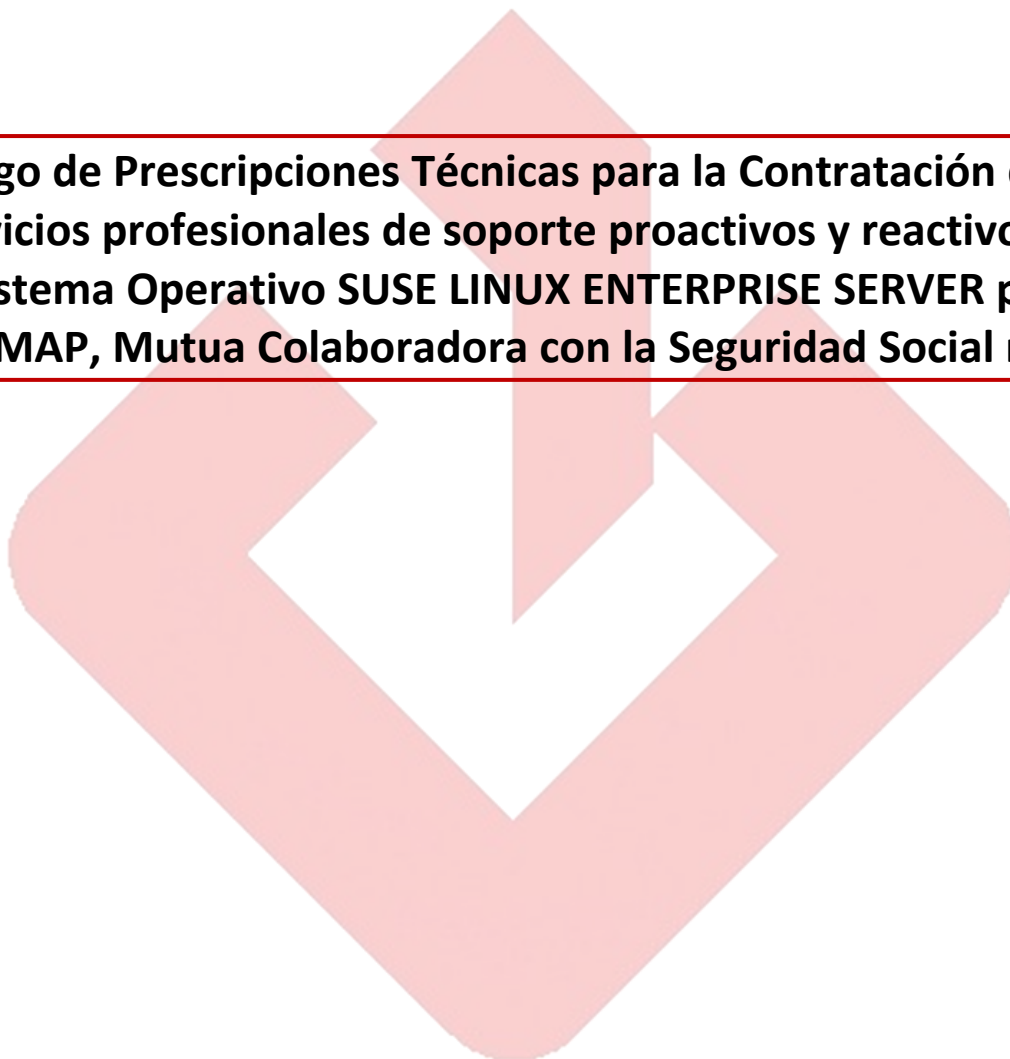 go de Prescripciones Técnicas para la Contratación
icios profesionales de soporte proactivos y reactivo
stema Operativo SUSE LINUX ENTERPRISE SERVER p
MAP, Mutua Colaboradora con la Seguridad Social